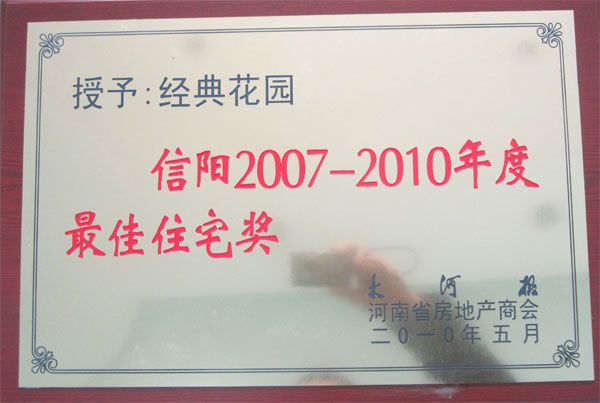 授予:经典花园
信阳2007-2010年度
最佳住宅奖
大河报
河南省房地产商会
二〇一〇年五月